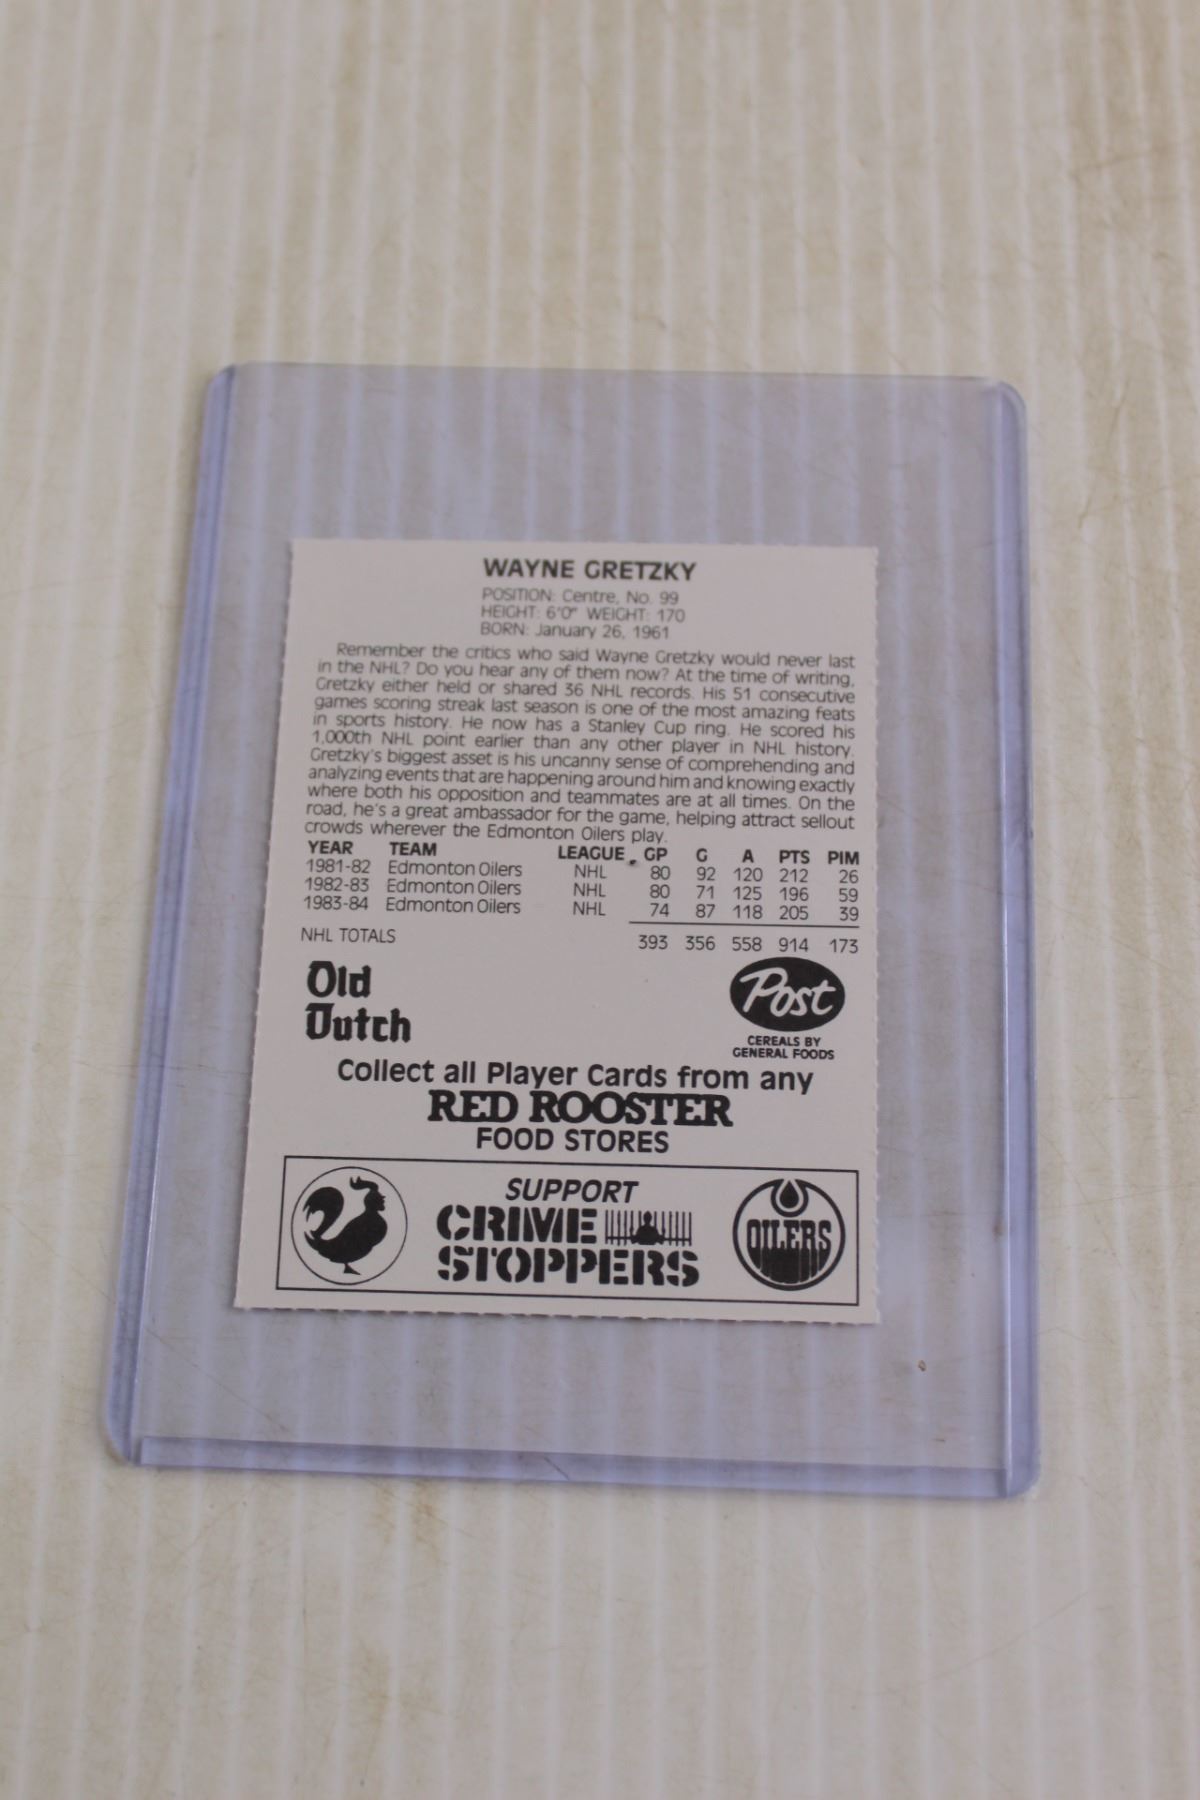 WAYNE GRETZKY
POSITION: Centre, No. 99
HEIGHT: 6'0" WEIGHT: 170
BORN: January 26, 1961
Remember the critics who said Wayne Gretzky would never last
in the NHL? Do you hear any of them now? At the time of writing,
Gretzky either held or shared 36 NHL records. His 51 consecutive
games scoring streak last season is one of the most amazing feats
in sports history. He now has a Stanley Cup ring. He scored his
1,000th NHL point earlier than any other player in NHL history.
Gretzky's biggest asset is his uncanny sense of comprehending and
analyzing events that are happening around him and knowing exactly
where both his opposition and teammates are at all times. On the
road, he's a great ambassador for the game, helping attract sellout
crowds wherever the Edmonton Oilers play.
YEAR TEAM LEAGUE GP G A PTS PIM
1981-82 Edmonton Oilers NHL 80 92 120 212 26
1982-83 Edmonton Oilers NHL 80 71 125 196 59
1983-84 Edmonton Oilers NHL 74 87 118 205 39
NHL TOTALS 393 356 558 914 173
Old
Dutch
Post
CEREALS BY
GENERAL FOODS
Collect all Player Cards from any
RED ROOSTER
FOOD STORES
SUPPORT
CRIME
STOPPERS
OILERS